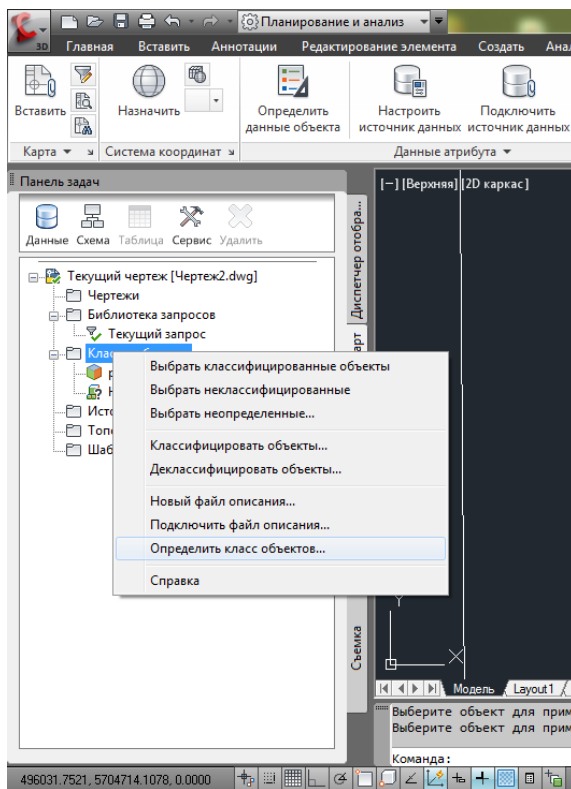 Планирование и анализ
3D Главная Вставить Аннотации Редактирование элемента Создать
Вставить Назначить Определить данные объекта Настроить источник данных Подключить источник данных
Карта Система координат Данные атрибута
Панель задач
[−] [Верхняя] [2D каркас]
Данные Схема Таблица Сервис Удалить
Диспетчер отобра...
Текущий чертеж [Чертеж2.dwg]
Чертежи
Библиотека запросов
Текущий запрос
Выбрать классифицированные объекты
Выбрать неклассифицированные
Выбрать неопределенные...
Классифицировать объекты...
Деклассифицировать объекты...
Новый файл описания...
Подключить файл описания...
Определить класс объектов...
Справка
Съемка
Y
X
Модель Layout1
Выберите объект для прим
Выберите объект для прим
Команда:
496031.7521, 5704714.1078, 0.0000